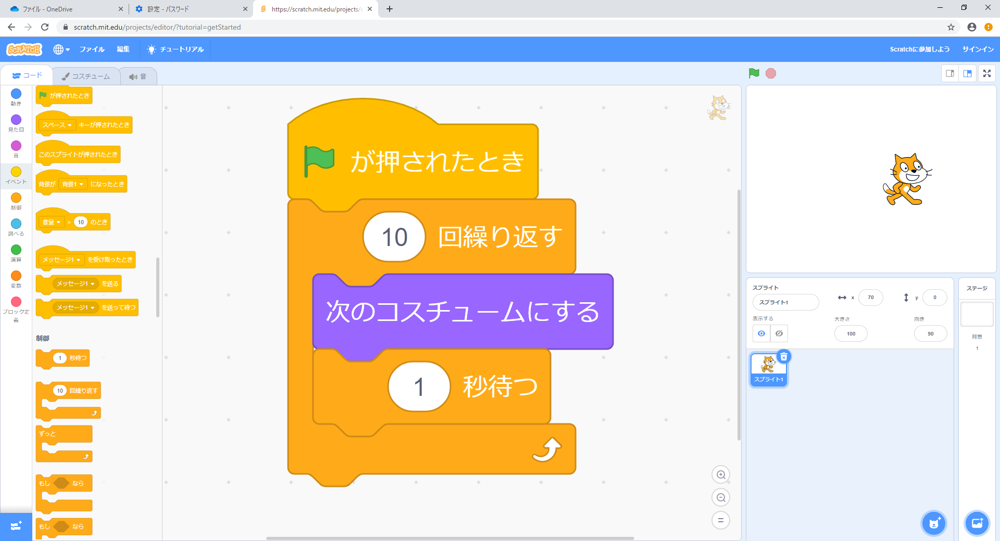 ファイル - OneDrive
設定 - パスワード
https://scratch.mit.edu/projects/e
scratch.mit.edu/projects/editor/?tutorial=getStarted
SCRATCH
ファイル
編集
チュートリアル
Scratchに参加しよう
サインイン
コード
コスチューム
音
動き
見た目
音
イベント
制御
調べる
演算
変数
ブロック定
義
が押されたとき
スペース キーが押されたとき
このスプライトが押されたとき
背景が 背景1 になったとき
音量 > 10 のとき
メッセージ1 を受け取ったとき
メッセージ1 を送る
メッセージ1 を送って待つ
制御
1 秒待つ
10 回繰り返す
ずっと
もし なら
もし なら
が押されたとき
10 回繰り返す
次のコスチュームにする
1 秒待つ
スプライト
スプライト1
x 70
y 0
表示する
大きさ
100
向き
90
スプライト1
ステージ
背景
1